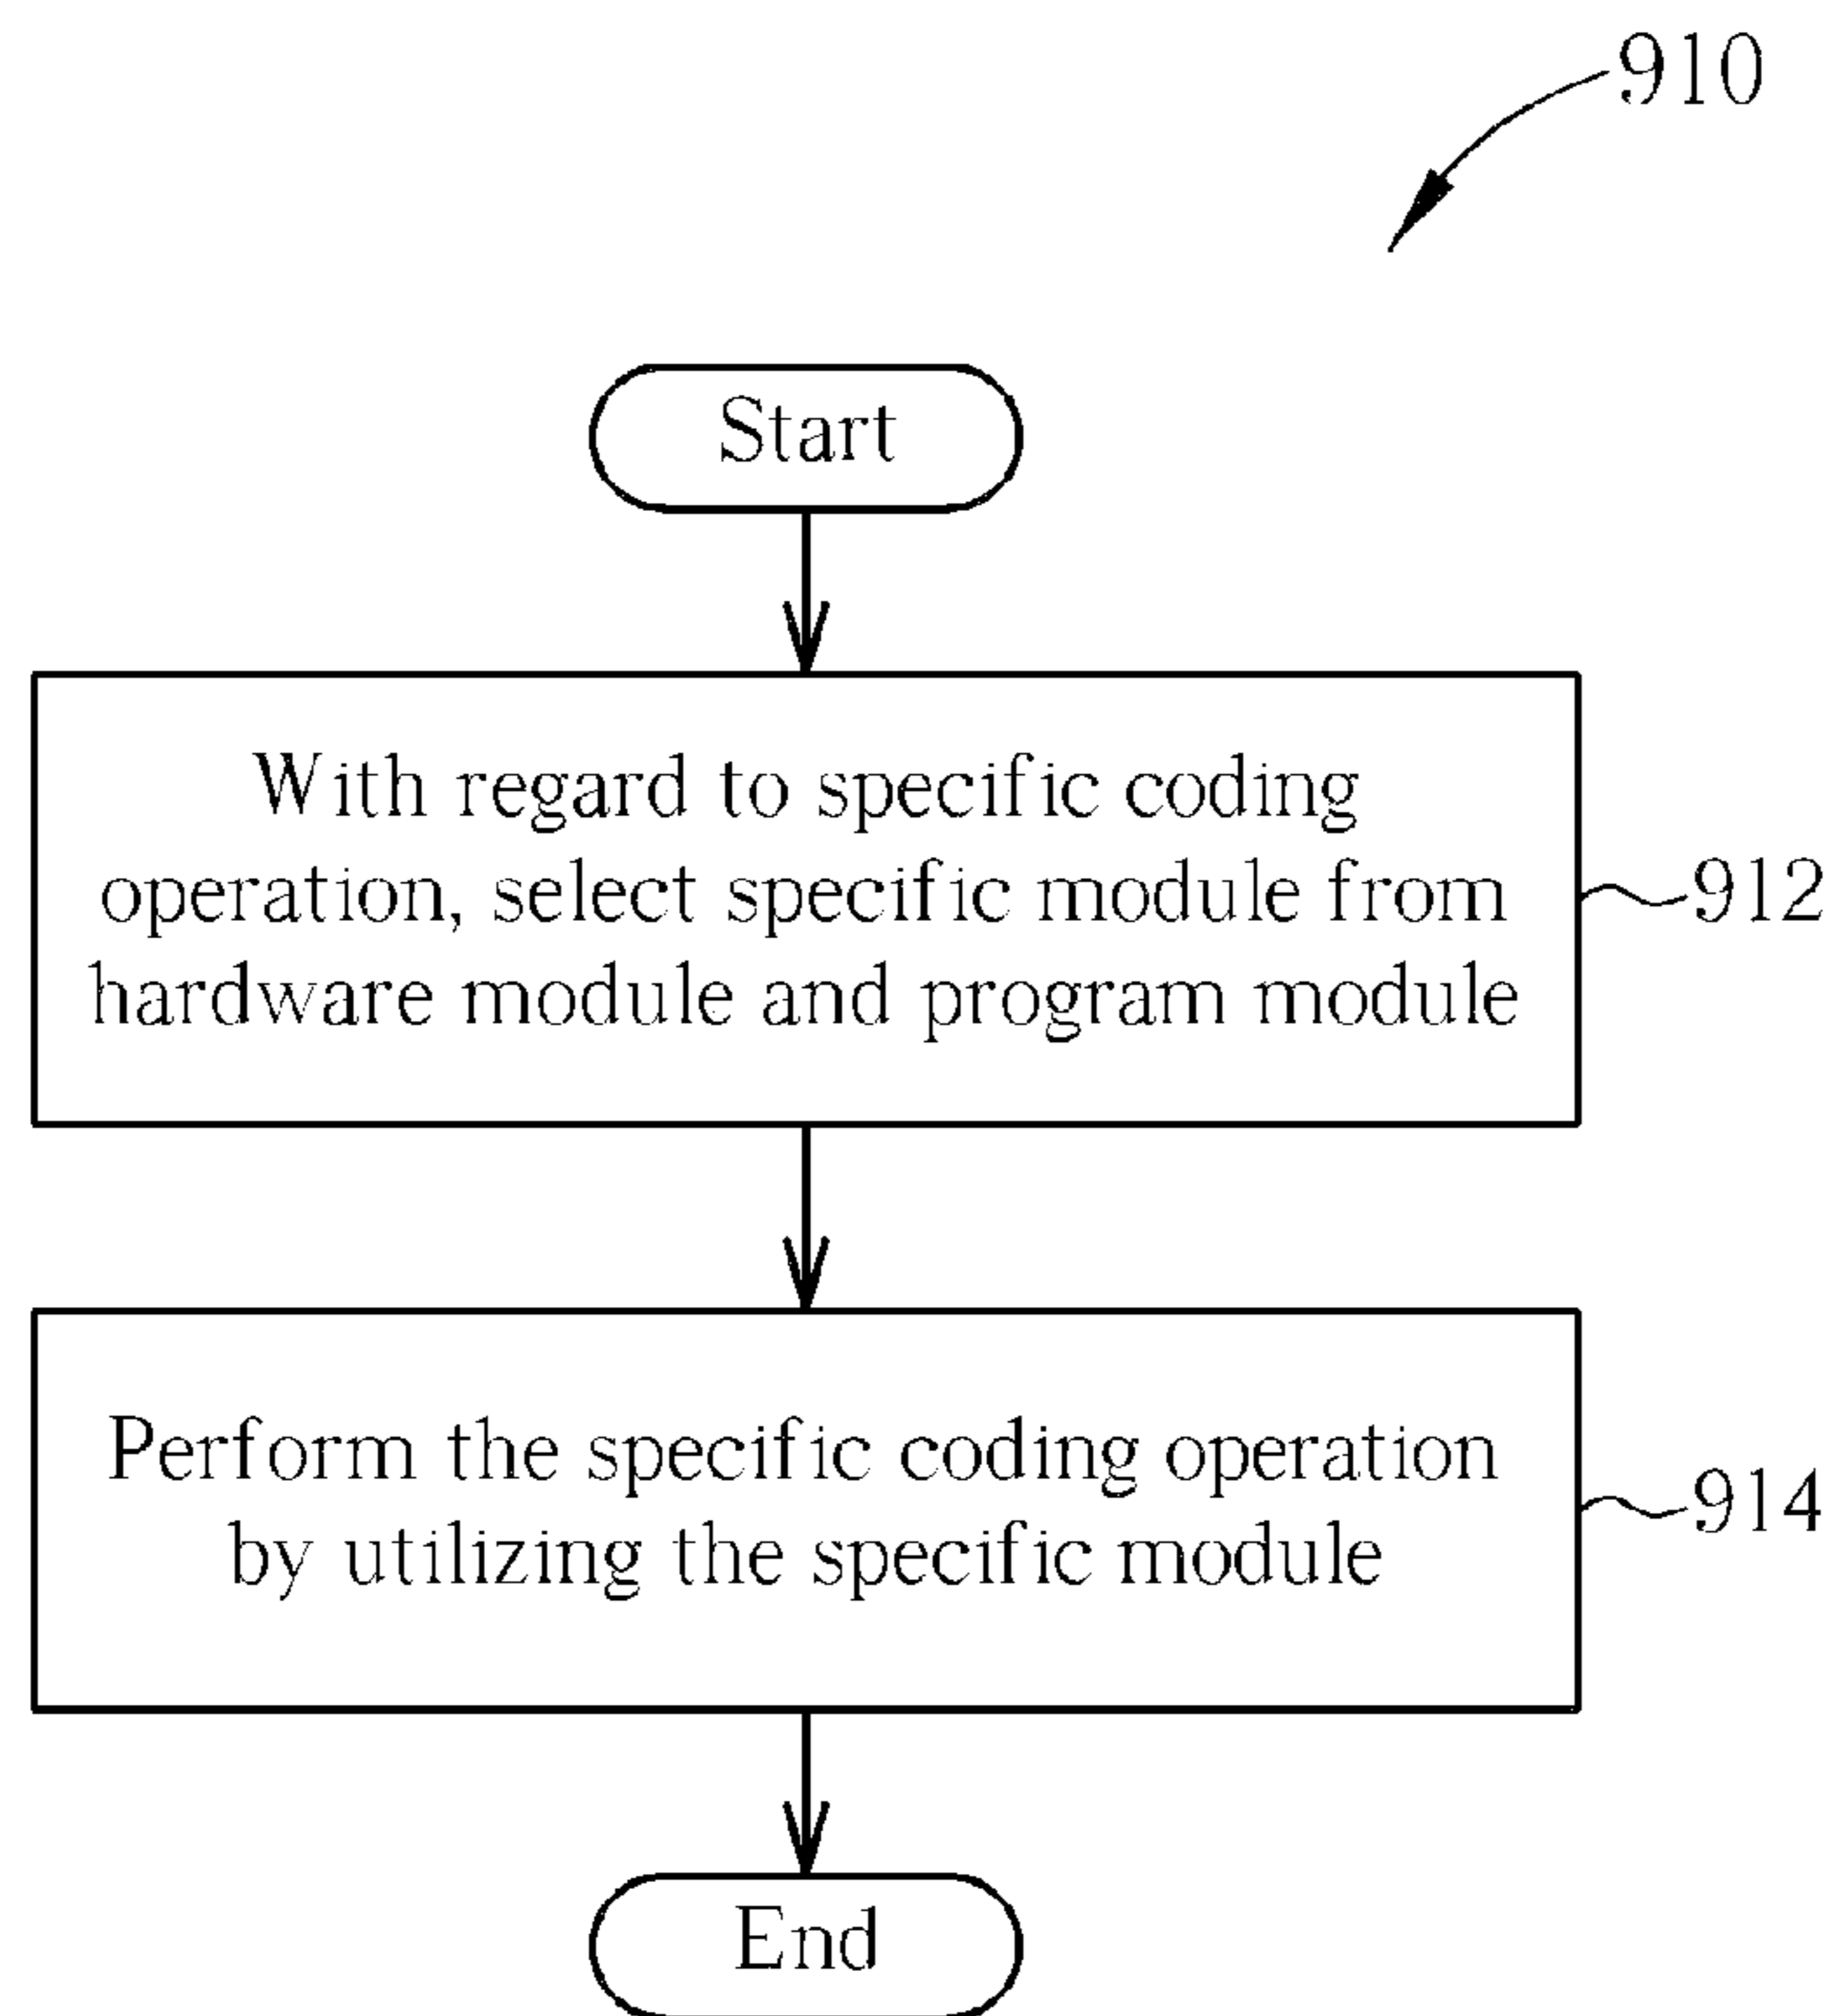 910
Start
With regard to specific coding
operation, select specific module from
hardware module and program module
912
Perform the specific coding operation
by utilizing the specific module
914
End